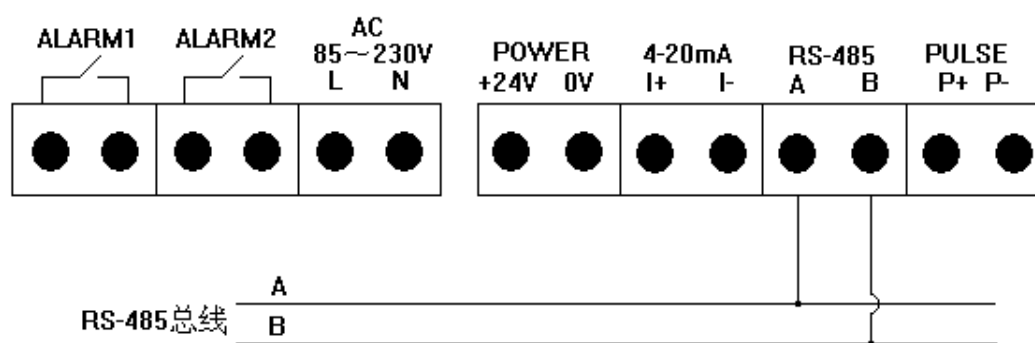 ALARM1 ALARM2 AC
85～230V
L N
POWER 4-20mA RS-485 PULSE
+24V 0V I+ I- A B P+ P-
A
RS-485总线
B